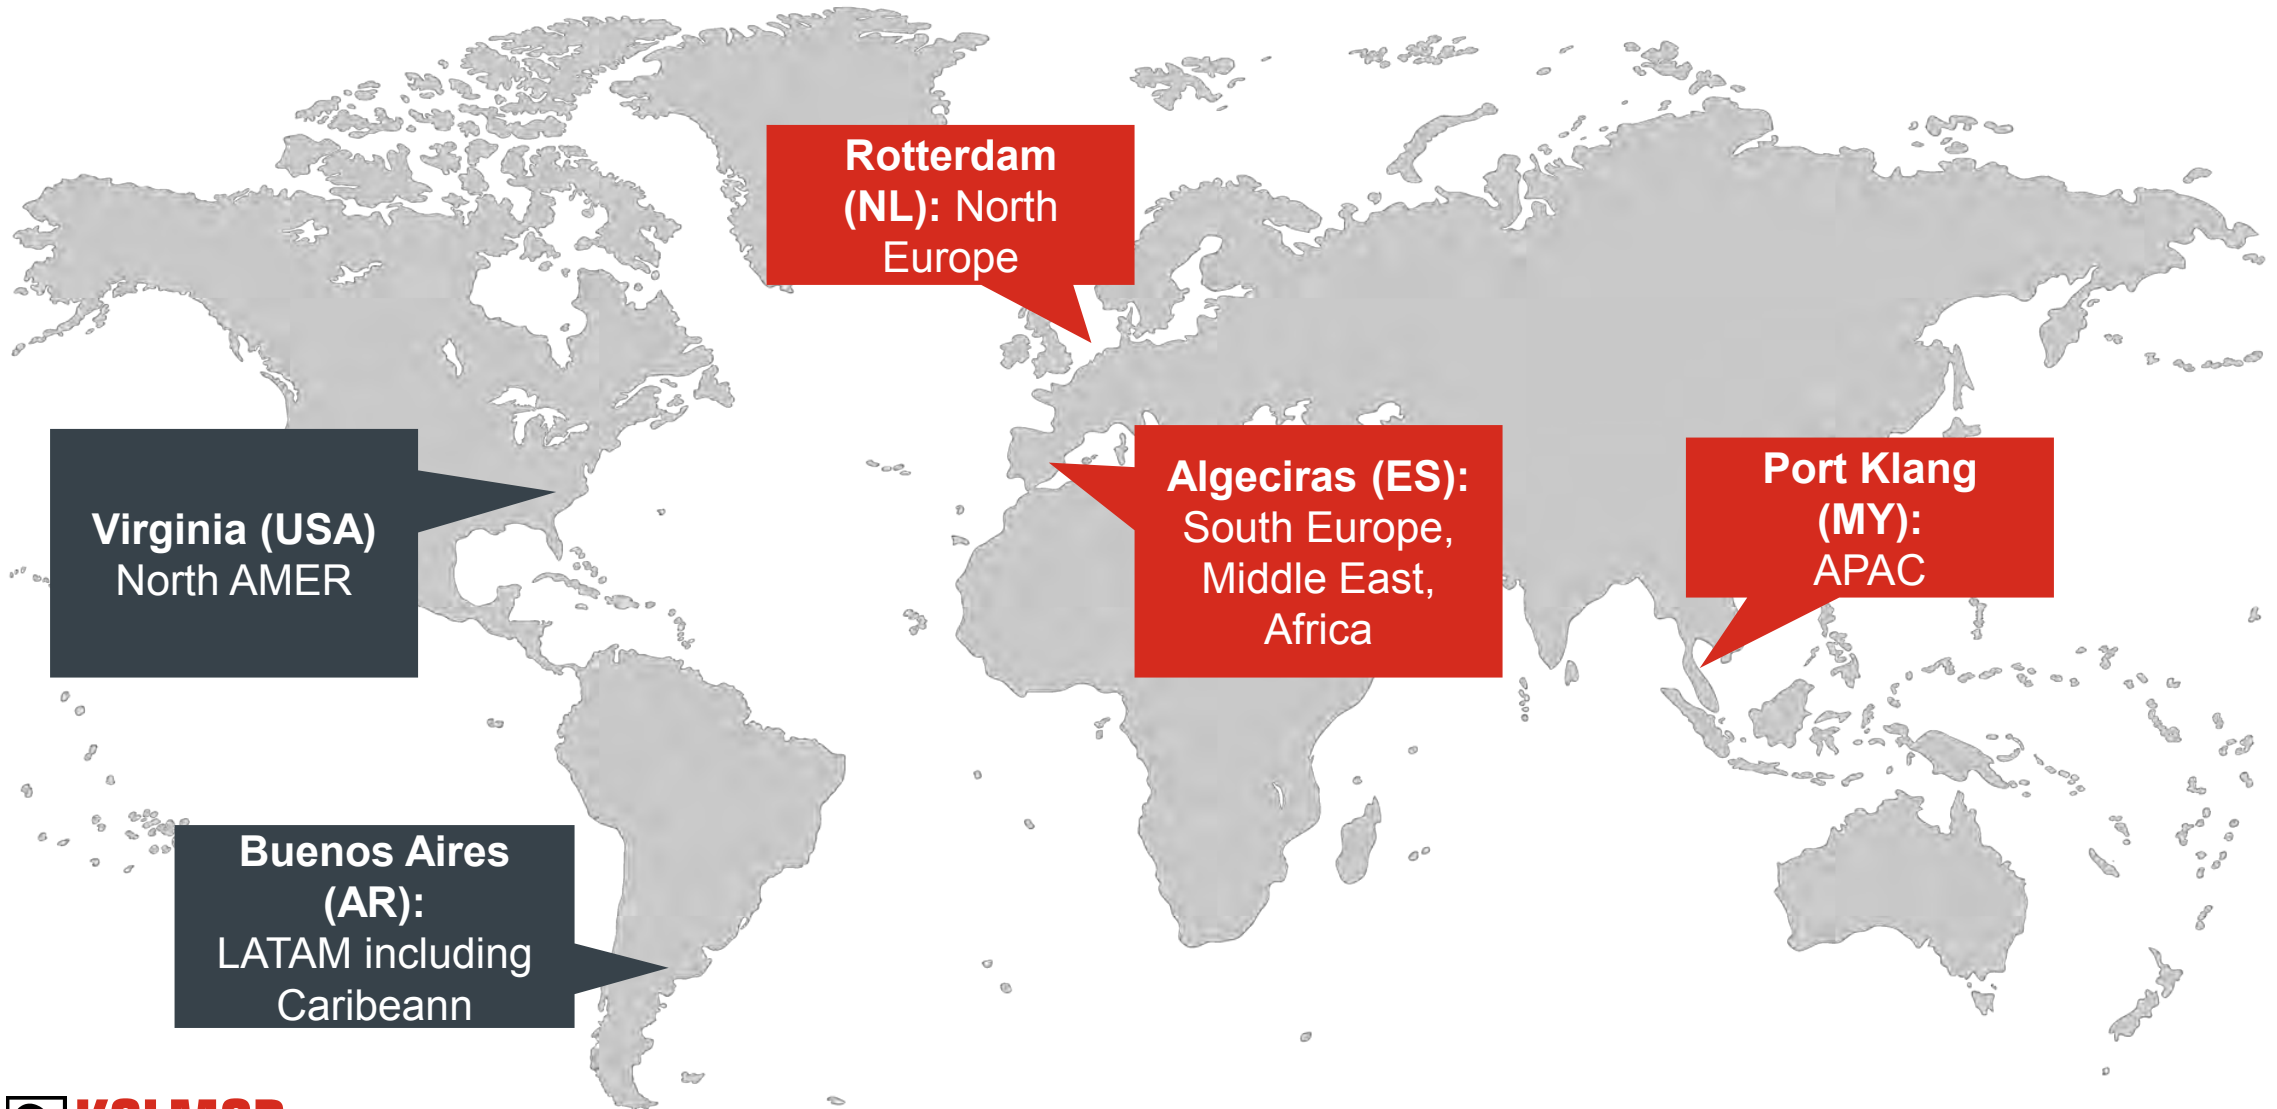 Rotterdam
(NL): North
Europe
Virginia (USA)
North AMER
Algeciras (ES):
South Europe,
Middle East,
Africa
Port Klang
(MY):
APAC
Buenos Aires
(AR):
LATAM including
Caribeann